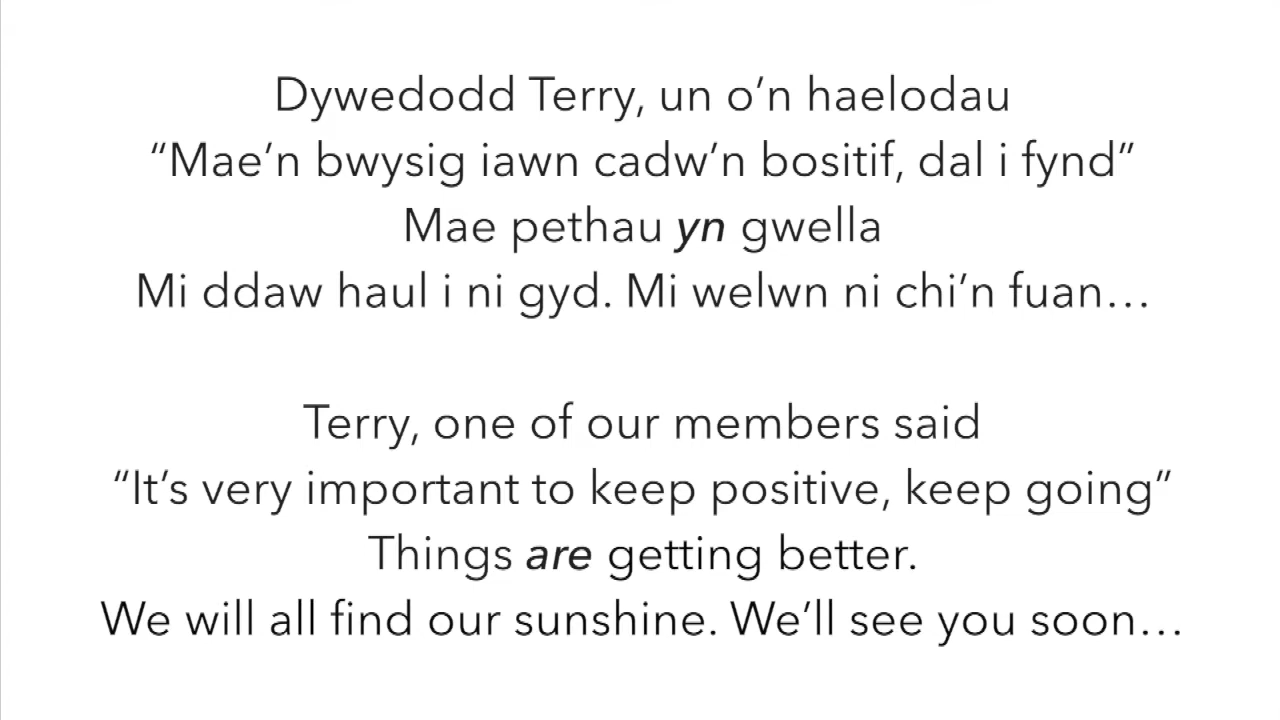 Dywedodd Terry, un o’n haelodau
“Mae’n bwysig iawn cadw’n bositif, dal i fynd”
Mae pethau yn gwella
Mi ddaw haul i ni gyd. Mi welwn ni chi’n fuan…
Terry, one of our members said
“It’s very important to keep positive, keep going”
Things are getting better.
We will all find our sunshine. We’ll see you soon…